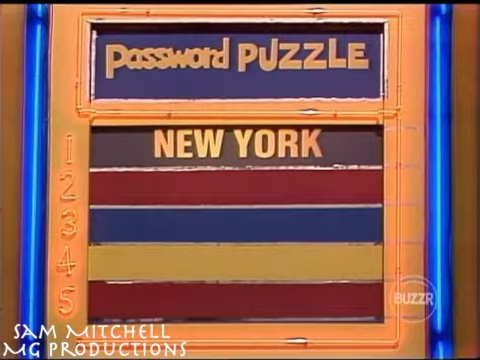 Password PUZZLE
1 NEW YORK
2
3
4
5
BUZZR
SAM MITCHELL
MG PRODUCTIONS